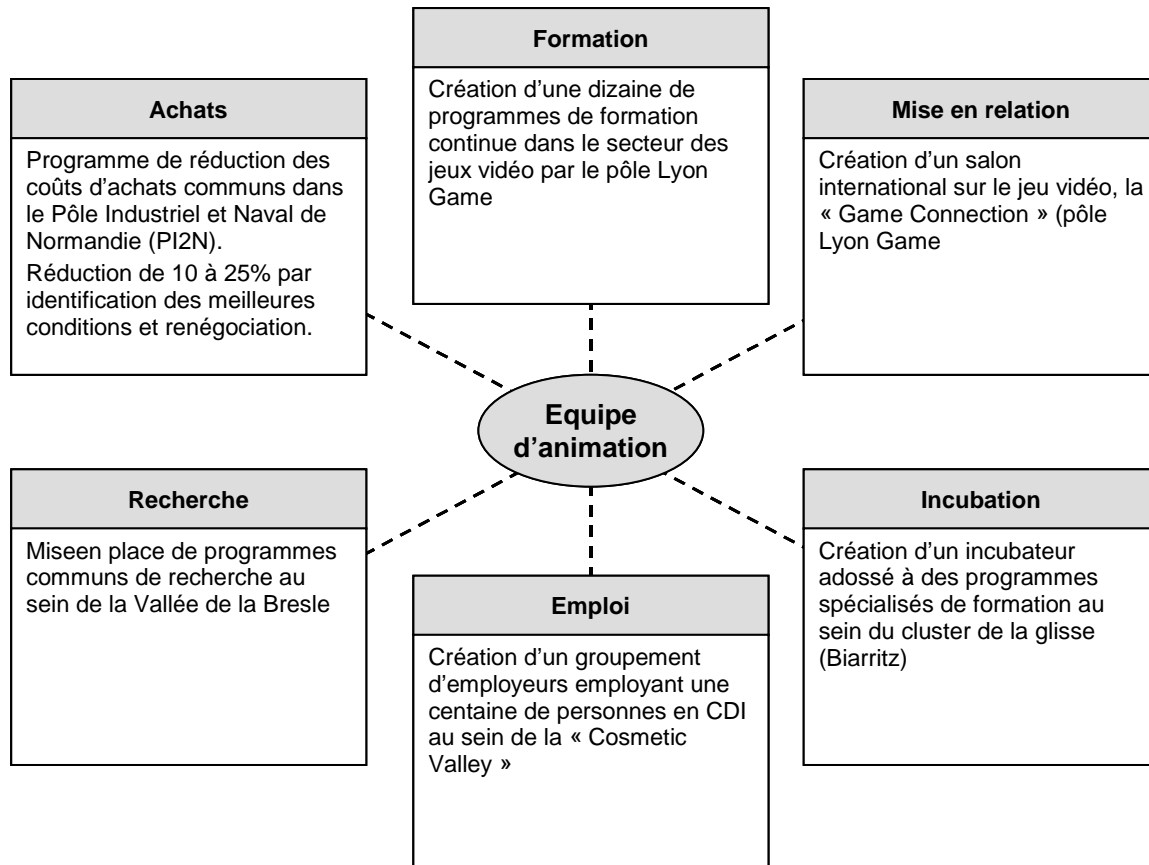 Formation
Création d’une dizaine de
programmes de formation
continue dans le secteur des
jeux vidéo par le pôle Lyon
Game
Achats
Programme de réduction des
coûts d’achats communs dans
le Pôle Industriel et Naval de
Normandie (PI2N).
Réduction de 10 à 25% par
identification des meilleures
conditions et renégociation.
Mise en relation
Création d’un salon
international sur le jeu vidéo, la
« Game Connection » (pôle
Lyon Game
Equipe
d’animation
Recherche
Miseen place de programmes
communs de recherche au
sein de la Vallée de la Bresle
Emploi
Création d’un groupement
d’employeurs employant une
centaine de personnes en CDI
au sein de la « Cosmetic
Valley »
Incubation
Création d’un incubateur
adossé à des programmes
spécialisés de formation au
sein du cluster de la glisse
(Biarritz)